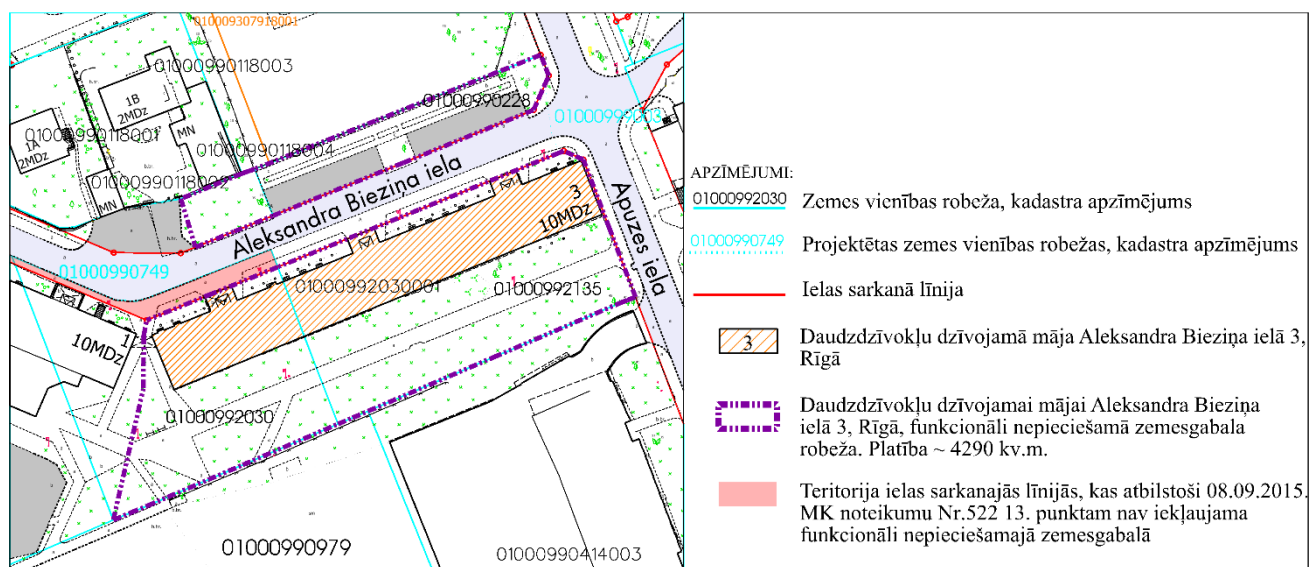 010009307918001
01000990118003
1B
2MDz
MN
01000990118001
1A
2MDz
01000990118004
01000990118002
MN
01000990228
01000999003
Aleksandra Bieziņa iela
3
10MDz
Apuzes iela
01000990749
01000992030001
01000992135
1
10MDz
01000992030
01000990979
01000990414003
APZĪMĒJUMI:
01000992030 Zemes vienības robeža, kadastra apzīmējums
01000990749 Projektētas zemes vienības robežas, kadastra apzīmējums
Ielas sarkanā līnija
3 Daudzdzīvokļu dzīvojamā māja Aleksandra Bieziņa ielā 3,
Rīgā
Daudzdzīvokļu dzīvojamai mājai Aleksandra Bieziņa
ielā 3, Rīgā, funkcionāli nepieciešamā zemesgabala
robeža. Platība ~ 4290 kv.m.
Teritorija ielas sarkanajās līnijās, kas atbilstoši 08.09.2015.
MK noteikumu Nr.522 13. punktam nav iekļaujama
funkcionāli nepieciešamajā zemesgabalā